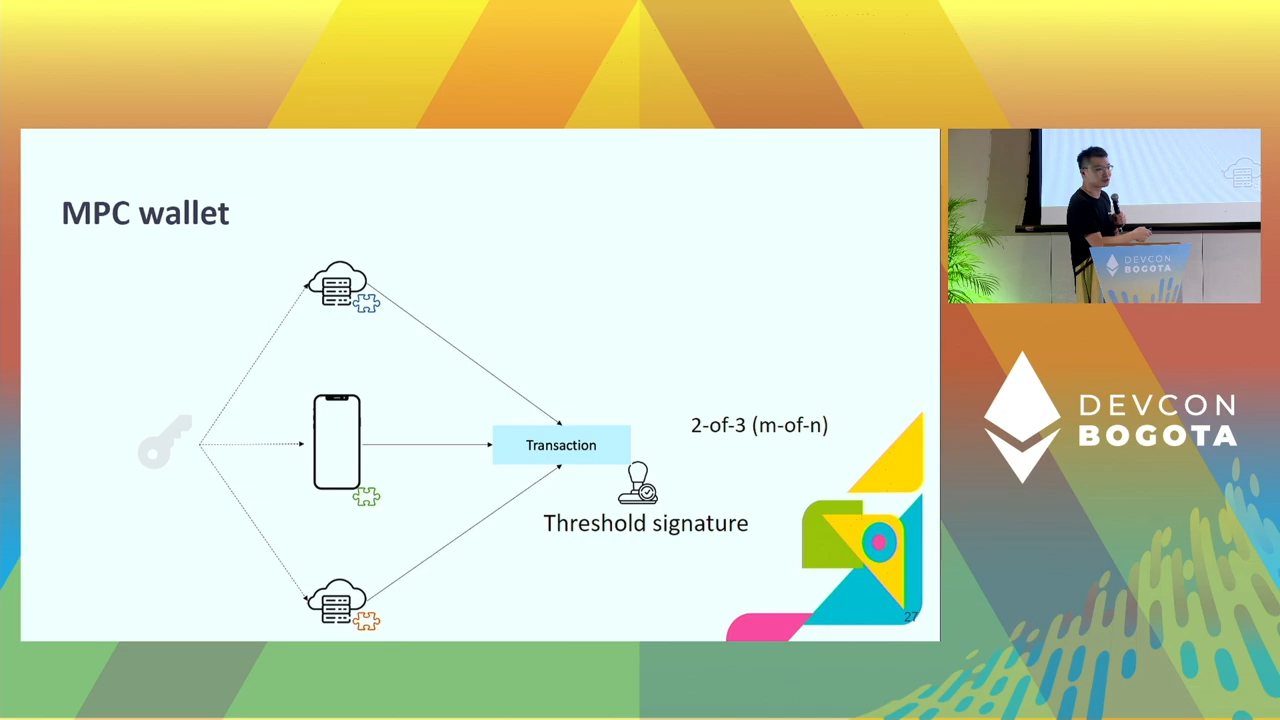 MPC wallet
Transaction
2-of-3 (m-of-n)
Threshold signature
27
DEVCON
BOGOTA
DEVCON
BOGOTA